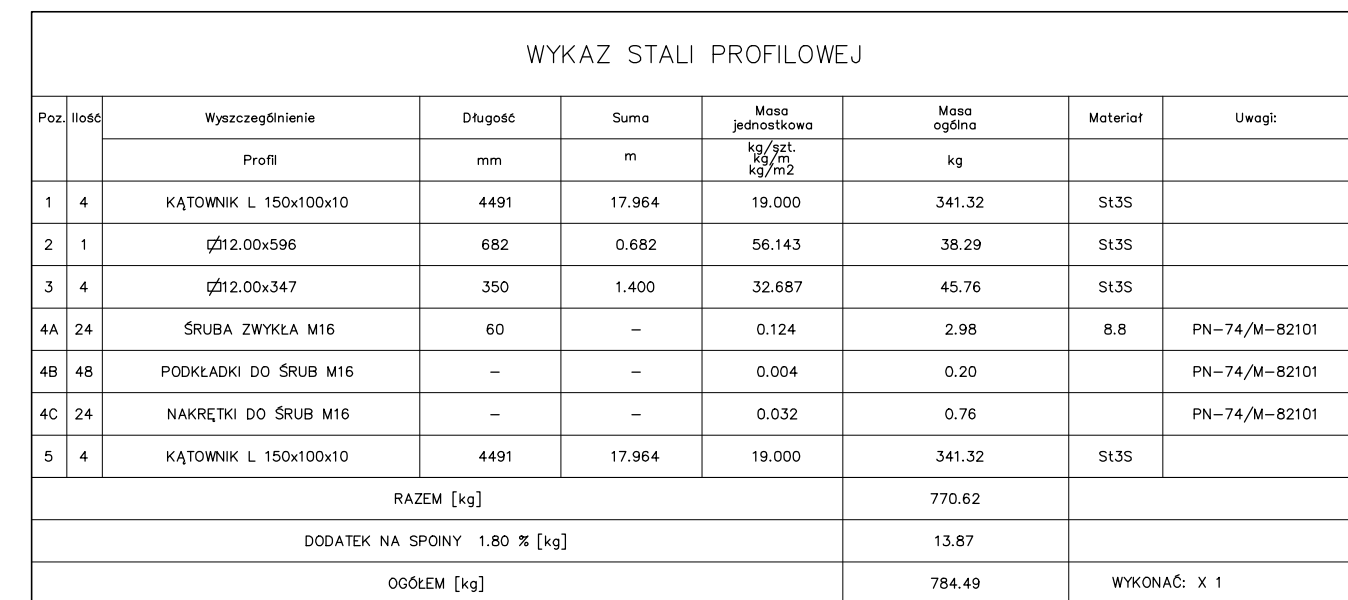 WYKAZ STALI PROFILOWEJ
Poz. Ilość Wyszczególnienie Długość Suma Masa jednostkowa Masa ogólna Materiał Uwagi:
Profil mm m kg/szt. kg/m kg/m2 kg
1 4 KĄTOWNIK L 150x100x10 4491 17.964 19.000 341.32 St3S
2 1 12.00x596 682 0.682 56.143 38.29 St3S
3 4 12.00x347 350 1.400 32.687 45.76 St3S
4A 24 ŚRUBA ZWYKŁA M16 60 – 0.124 2.98 8.8 PN–74/M–82101
4B 48 PODKŁADKI DO ŚRUB M16 – – 0.004 0.20 PN–74/M–82101
4C 24 NAKRĘTKI DO ŚRUB M16 – – 0.032 0.76 PN–74/M–82101
5 4 KĄTOWNIK L 150x100x10 4491 17.964 19.000 341.32 St3S
RAZEM [kg] 770.62
DODATEK NA SPOINY 1.80 % [kg] 13.87
OGÓŁEM [kg] 784.49 WYKONAĆ: X 1